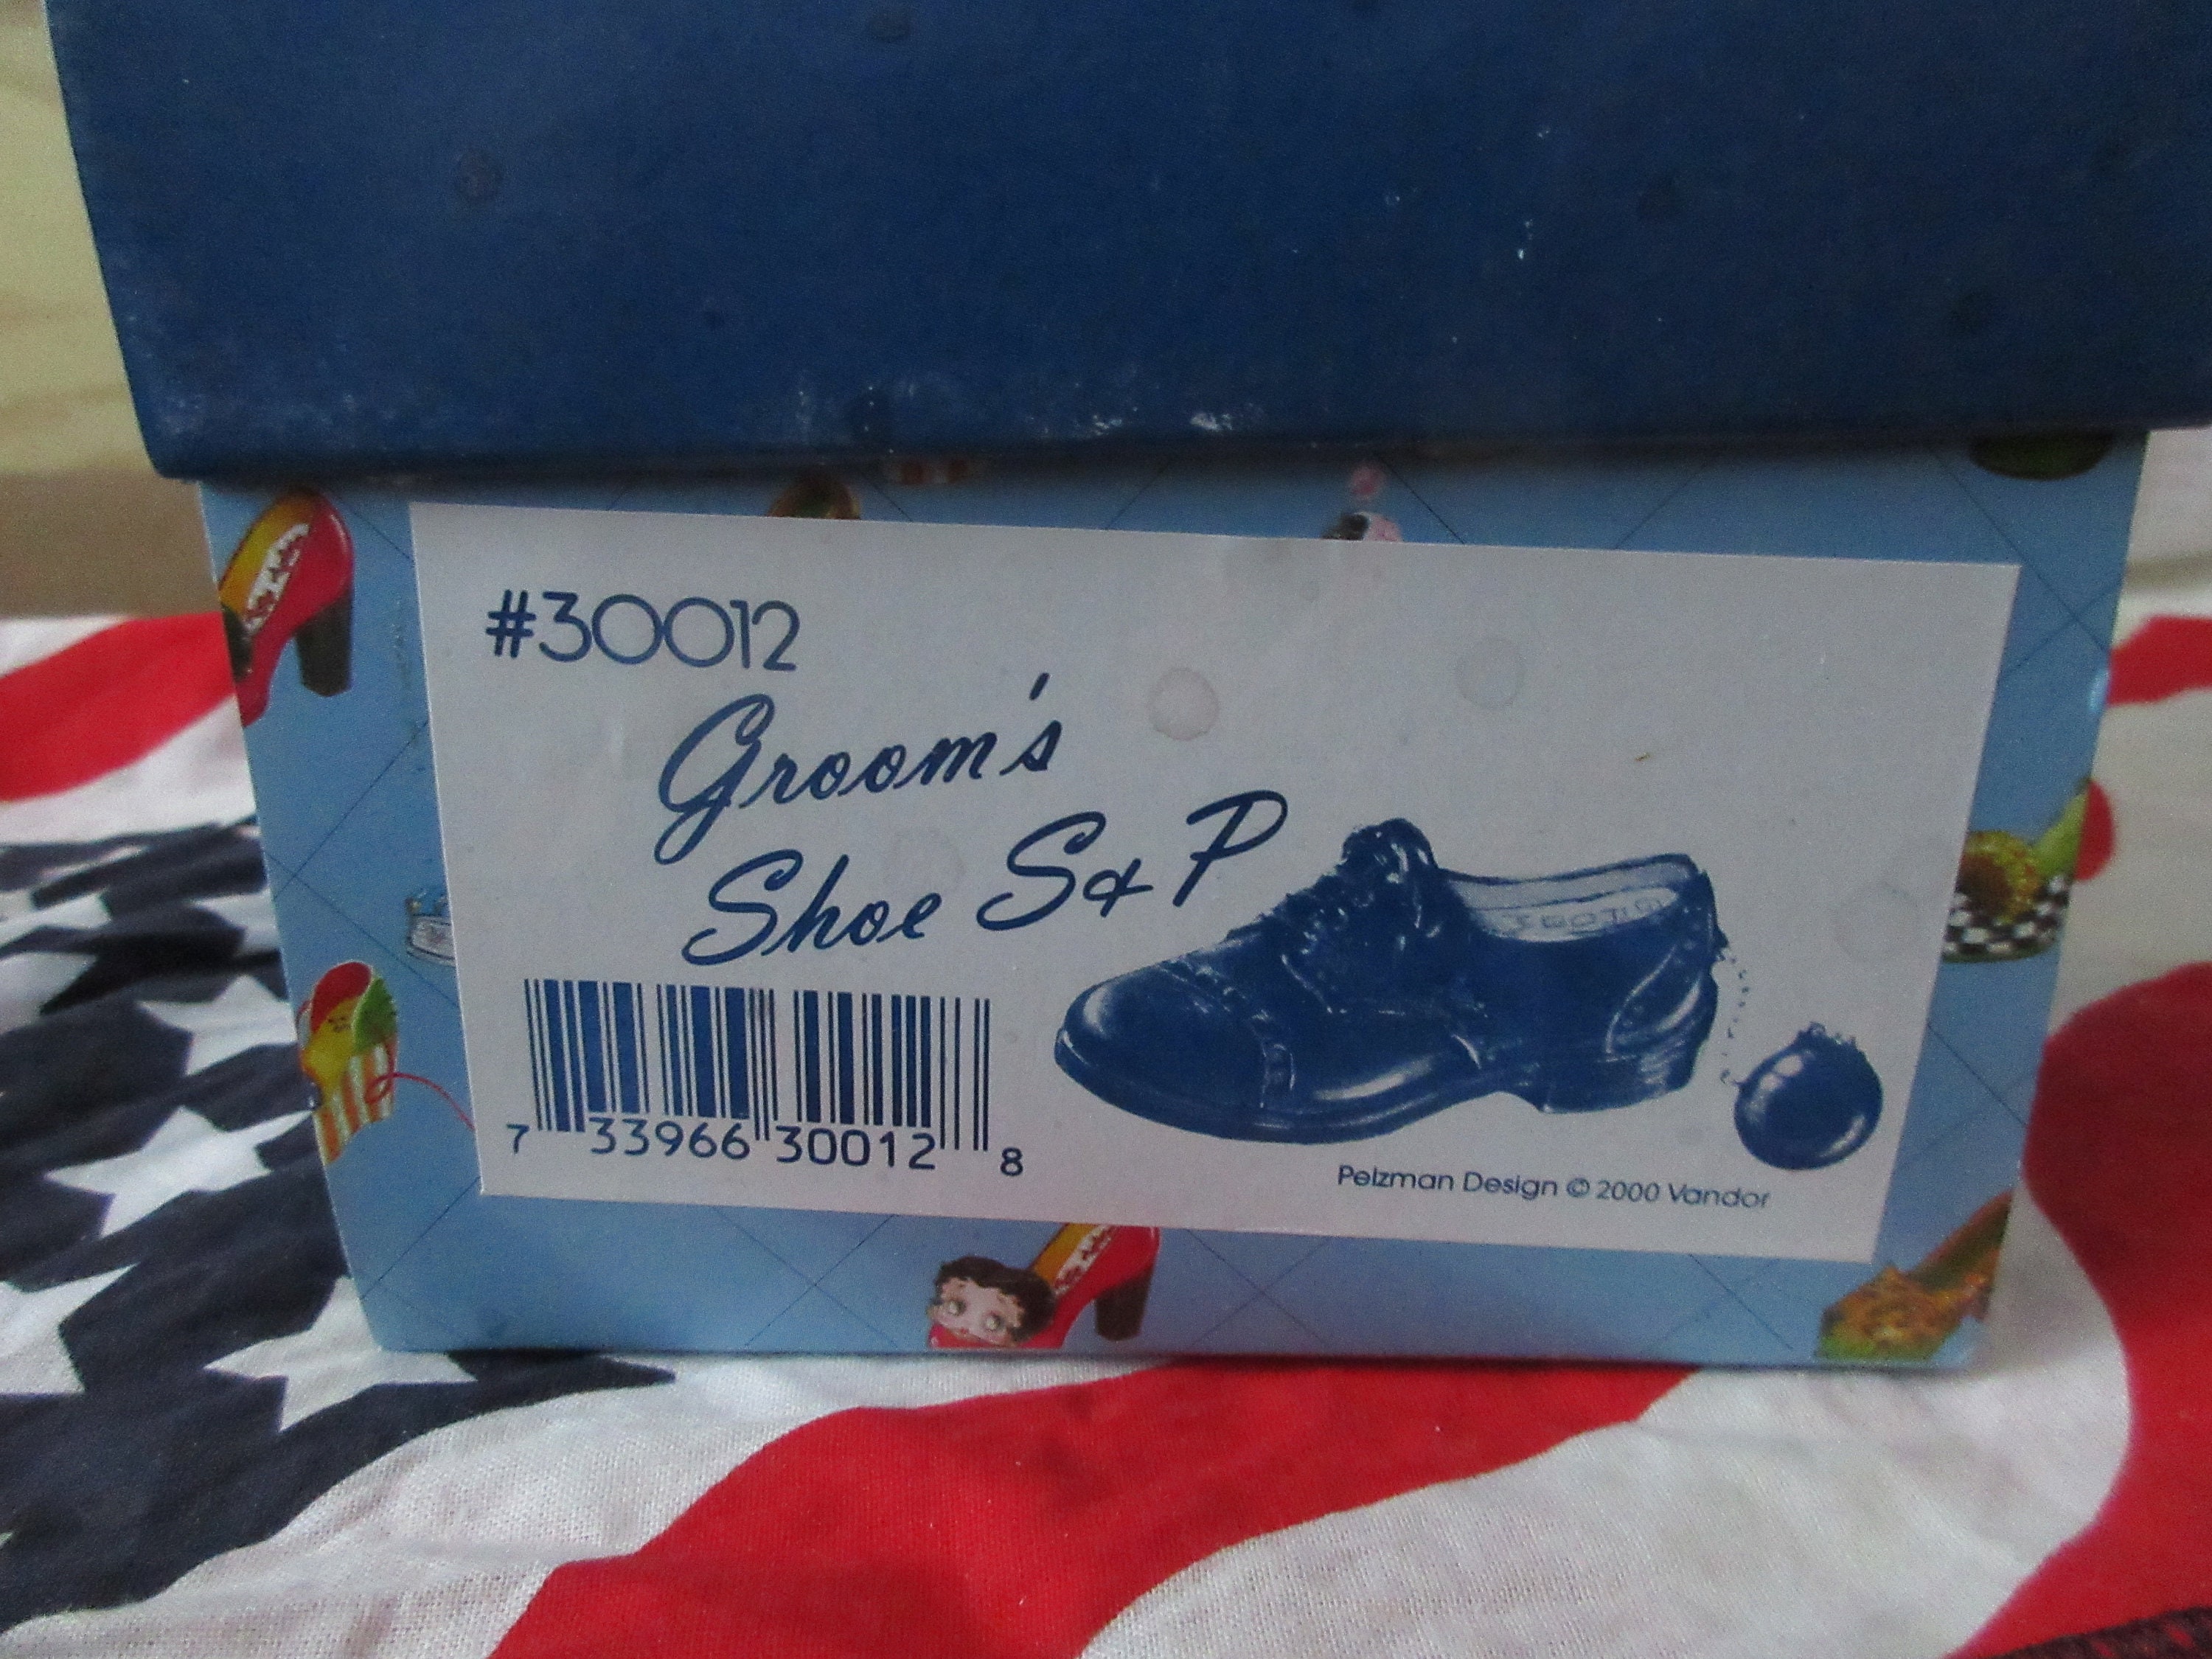 #30012
Groom's
Shoe S&P
7 33966 30012 8
Pelzman Design © 2000 Vandor